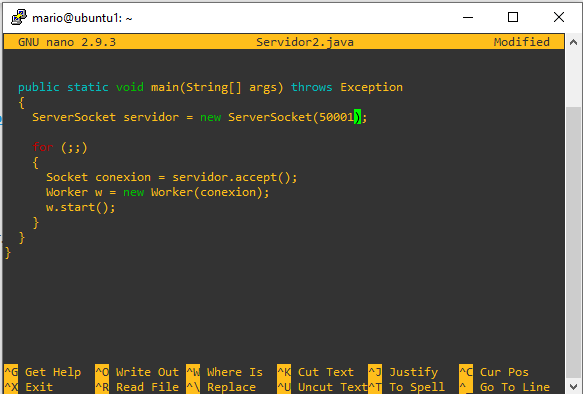 mario@ubuntu1: ~
GNU nano 2.9.3 Servidor2.java Modified
public static void main(String[] args) throws Exception
{
ServerSocket servidor = new ServerSocket(50001);
for (;;)
{
Socket conexion = servidor.accept();
Worker w = new Worker(conexion);
w.start();
}
}
}
^G Get Help ^O Write Out ^W Where Is ^K Cut Text ^J Justify ^C Cur Pos
^X Exit ^R Read File ^\ Replace ^U Uncut Text ^T To Spell ^_ Go To Line